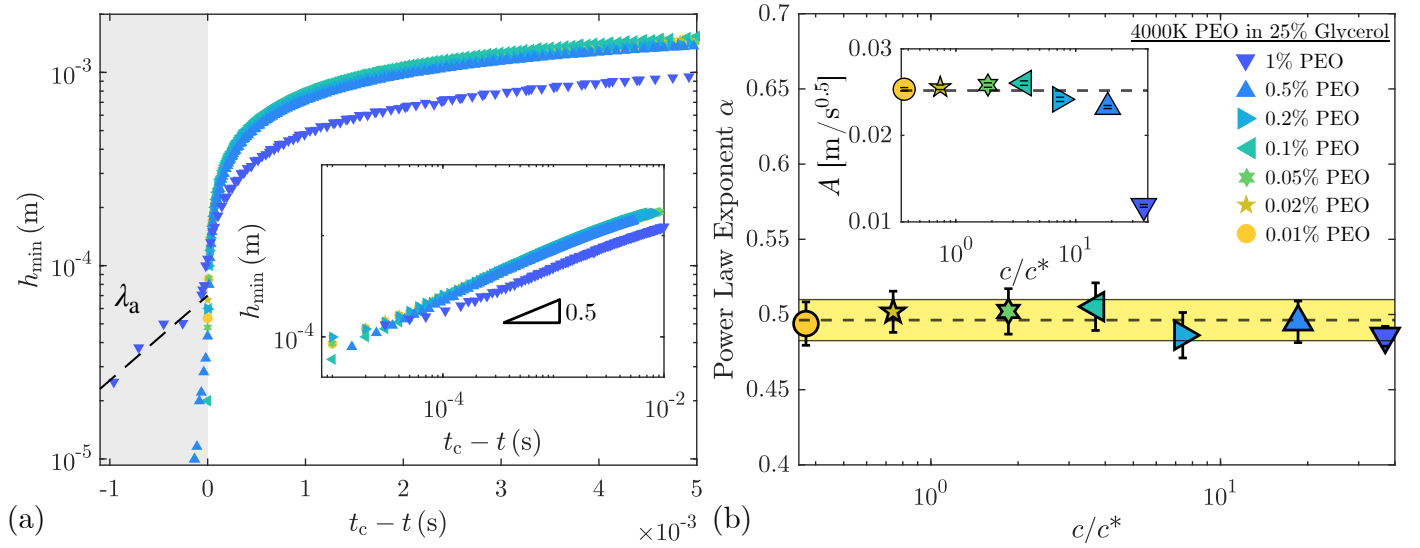 h_min (m)
10^-3
10^-4
10^-5
λ_a
-1
0
1
2
3
4
5
t_c − t (s)
×10^-3
(a)
h_min (m)
10^-4
10^-4
10^-2
t_c − t (s)
0.5
Power Law Exponent α
0.7
0.65
0.6
0.55
0.5
0.45
0.4
10^0
10^1
c/c*
(b)
A [m/s^0.5]
0.03
0.02
0.01
10^0
10^1
c/c*
4000K PEO in 25% Glycerol
1% PEO
0.5% PEO
0.2% PEO
0.1% PEO
0.05% PEO
0.02% PEO
0.01% PEO